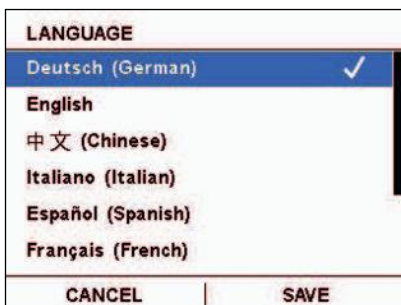 LANGUAGE
Deutsch (German)
English
中文 (Chinese)
Italiano (Italian)
Español (Spanish)
Français (French)
CANCEL SAVE